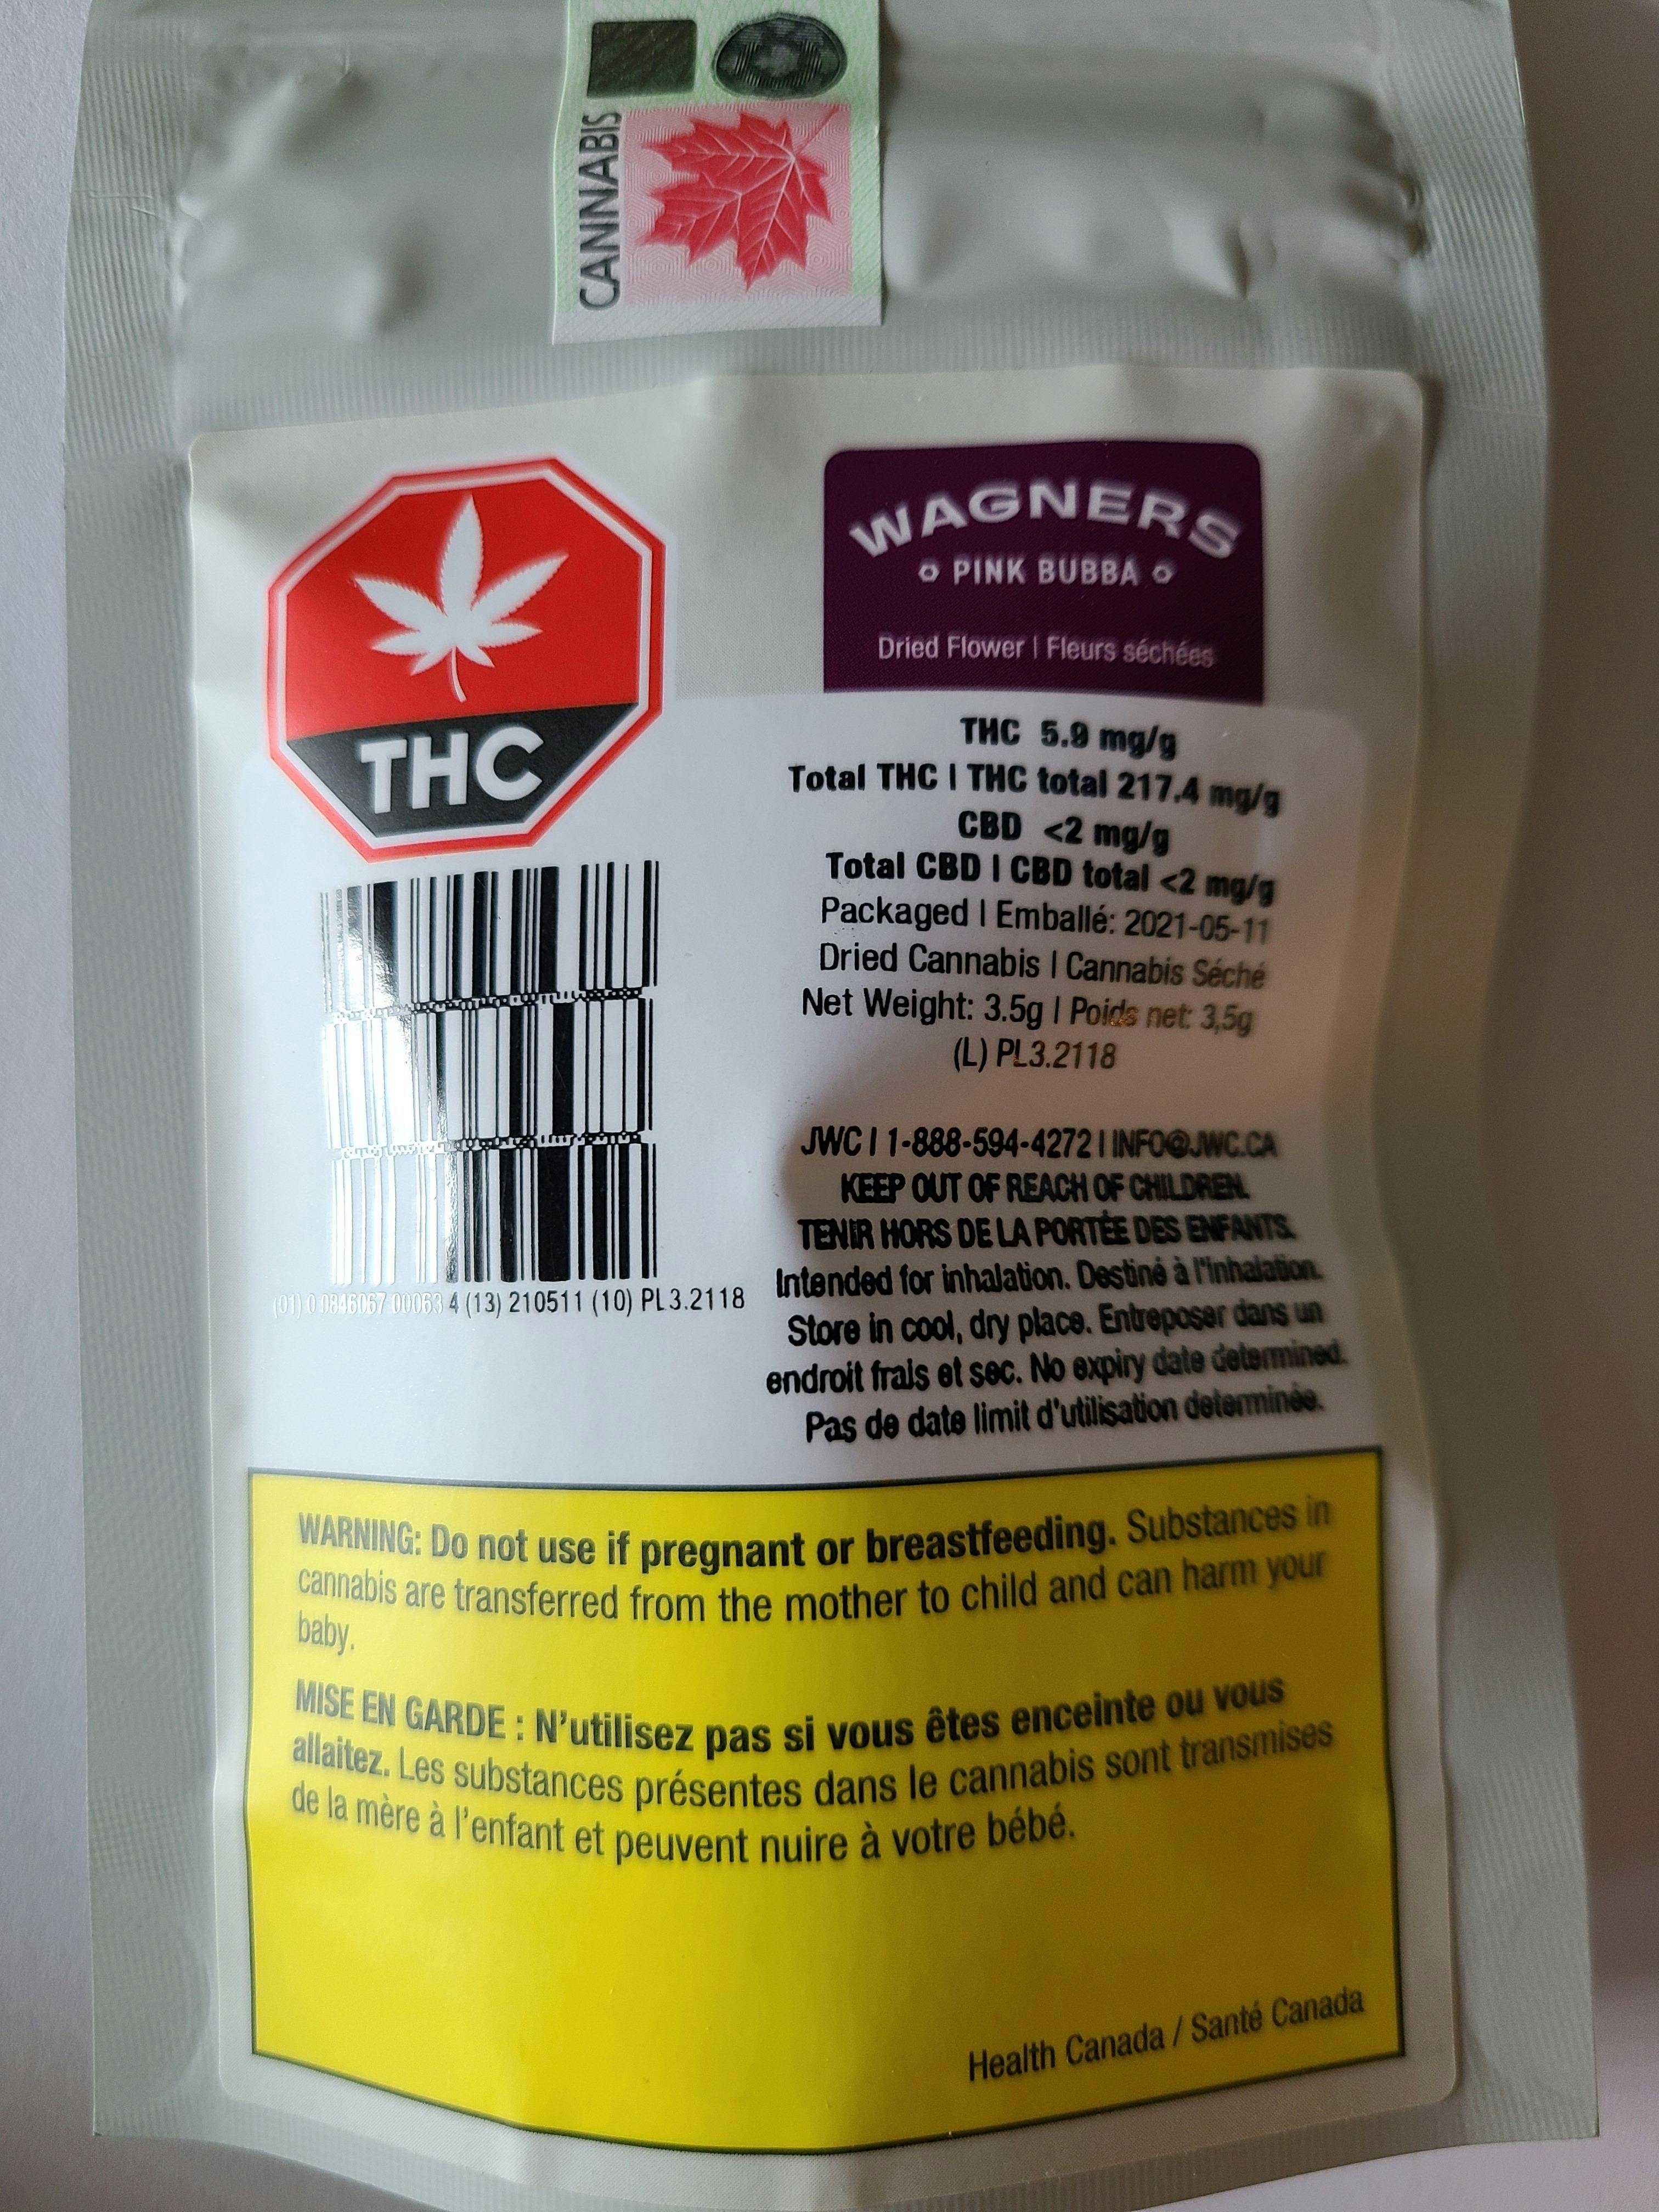 CANNABIS
WAGNERS
PINK BUBBA
Dried Flower | Fleurs séchées
THC
THC 5.9 mg/g
Total THC | THC total 217.4 mg/g
CBD <2 mg/g
Total CBD | CBD total <2 mg/g
Packaged | Emballé: 2021-05-11
Dried Cannabis | Cannabis Séché
Net Weight: 3.5g | Poids net: 3,5g
(L) PL3.2118
(01) 0 0846067 00063 4 (13) 210511 (10) PL3.2118
JWC | 1-888-594-4272 | INFO@JWC.CA
KEEP OUT OF REACH OF CHILDREN.
TENIR HORS DE LA PORTÉE DES ENFANTS.
Intended for inhalation. Destiné à l'inhalation.
Store in cool, dry place. Entreposer dans un
endroit frais et sec. No expiry date determined.
Pas de date limit d'utilisation determinée.
WARNING: Do not use if pregnant or breastfeeding. Substances in
cannabis are transferred from the mother to child and can harm your
baby.
MISE EN GARDE : N'utilisez pas si vous êtes enceinte ou vous
allaitez. Les substances présentes dans le cannabis sont transmises
de la mère à l'enfant et peuvent nuire à votre bébé.
Health Canada / Santé Canada